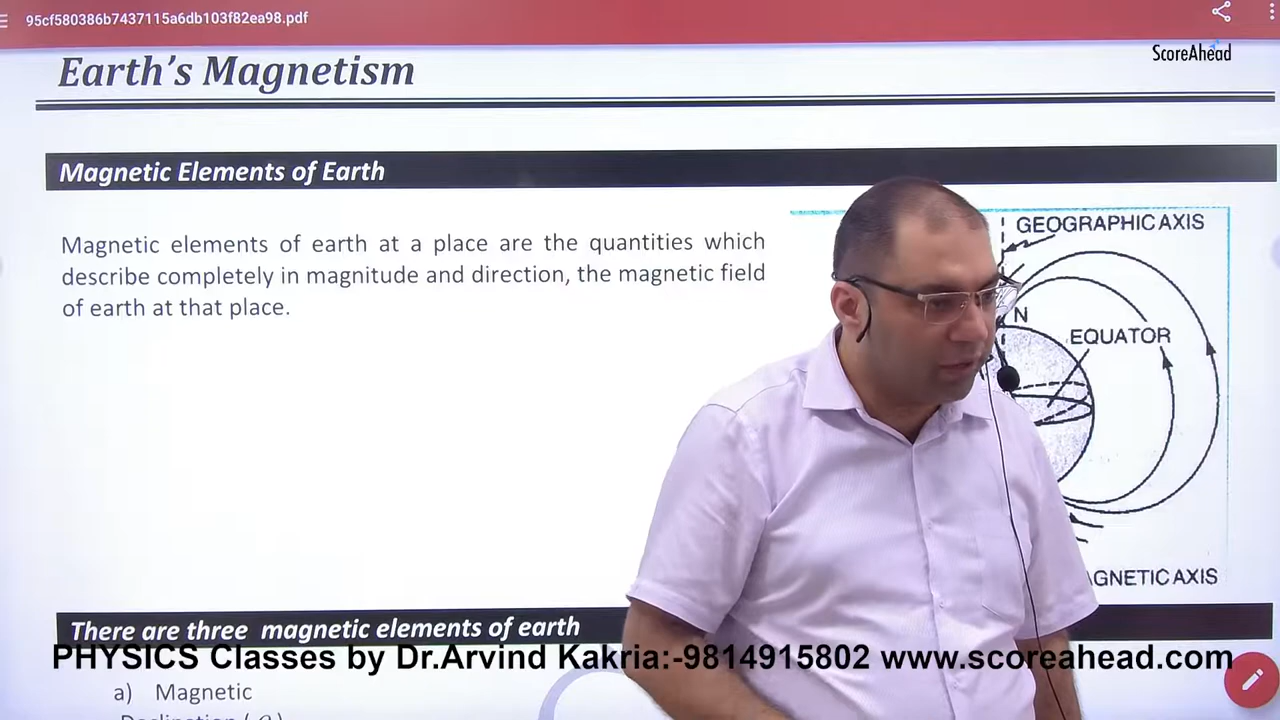 95cf580386b7437115a6db103f82ea98.pdf
ScoreAhead
Earth's Magnetism
Magnetic Elements of Earth
Magnetic elements of earth at a place are the quantities which
describe completely in magnitude and direction, the magnetic field
of earth at that place.
GEOGRAPHIC AXIS
N
EQUATOR
AGNETIC AXIS
There are three magnetic elements of earth
PHYSICS Classes by Dr.Arvind Kakria:-9814915802 www.scoreahead.com
a) Magnetic
Declination (